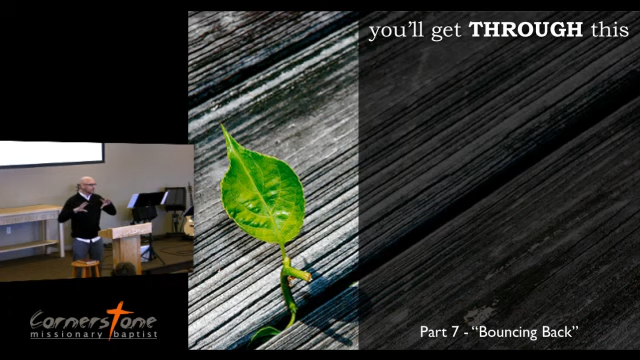 you'll get THROUGH this
Part 7 - "Bouncing Back"
Cornerstone
missionary baptist